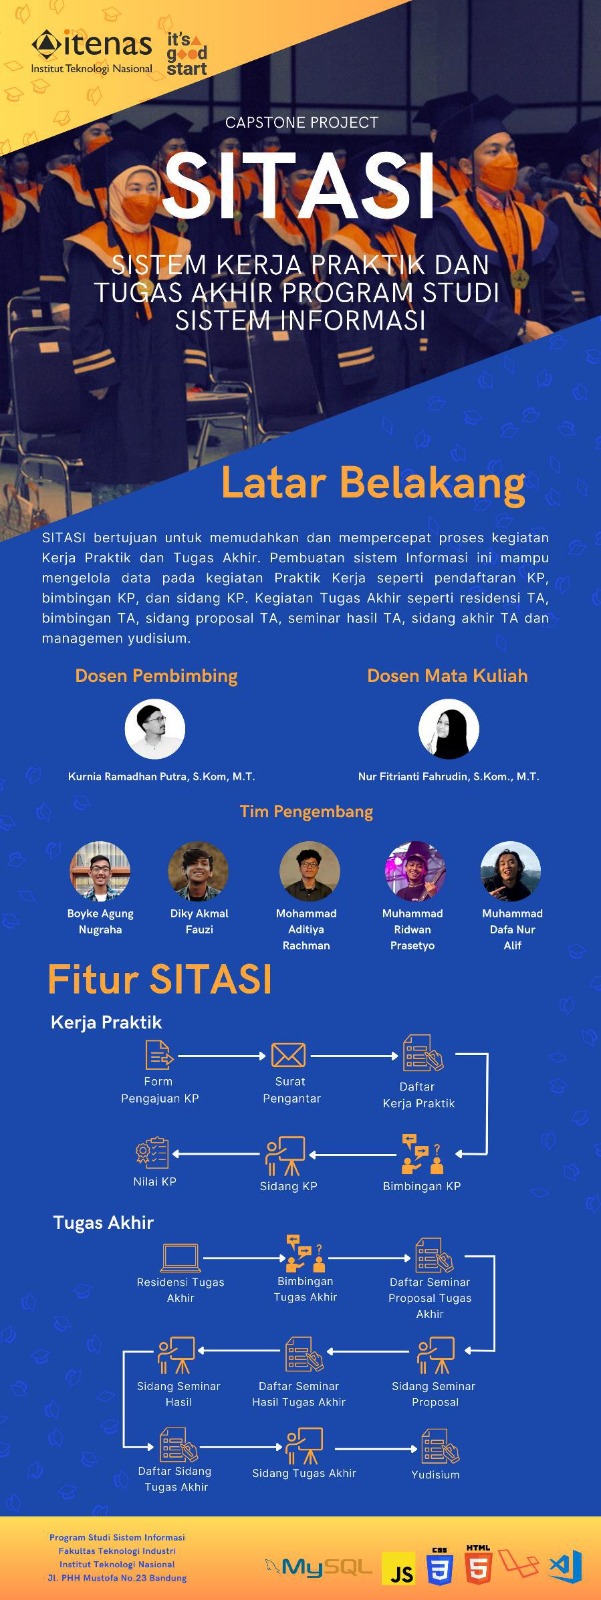 itenas
Institut Teknologi Nasional
it's a
good
start
CAPSTONE PROJECT
SITASI
SISTEM KERJA PRAKTIK DAN
TUGAS AKHIR PROGRAM STUDI
SISTEM INFORMASI
Latar Belakang
SITASI bertujuan untuk memudahkan dan mempercepat proses kegiatan
Kerja Praktik dan Tugas Akhir. Pembuatan sistem Informasi ini mampu
mengelola data pada kegiatan Praktik Kerja seperti pendaftaran KP,
bimbingan KP, dan sidang KP. Kegiatan Tugas Akhir seperti residensi TA,
bimbingan TA, sidang proposal TA, seminar hasil TA, sidang akhir TA dan
managemen yudisium.
Dosen Pembimbing
Kurnia Ramadhan Putra, S.Kom, M.T.
Dosen Mata Kuliah
Nur Fitrianti Fahrudin, S.Kom., M.T.
Tim Pengembang
Boyke Agung
Nugraha
Diky Akmal
Fauzi
Mohammad
Aditiya
Rachman
Muhammad
Ridwan
Prasetyo
Muhammad
Dafa Nur
Alif
Fitur SITASI
Kerja Praktik
Form
Pengajuan KP
Surat
Pengantar
Daftar
Kerja Praktik
Nilai KP
Sidang KP
Bimbingan KP
Tugas Akhir
Residensi Tugas
Akhir
Bimbingan
Tugas Akhir
Daftar Seminar
Proposal Tugas
Akhir
Sidang Seminar
Hasil
Daftar Seminar
Hasil Tugas Akhir
Sidang Seminar
Proposal
Daftar Sidang
Tugas Akhir
Sidang Tugas Akhir
Yudisium
Program Studi Sistem Informasi
Fakultas Teknologi Industri
Institut Teknologi Nasional
Jl. PHH Mustofa No.23 Bandung
MySQL
JS
CSS
3
HTML
5